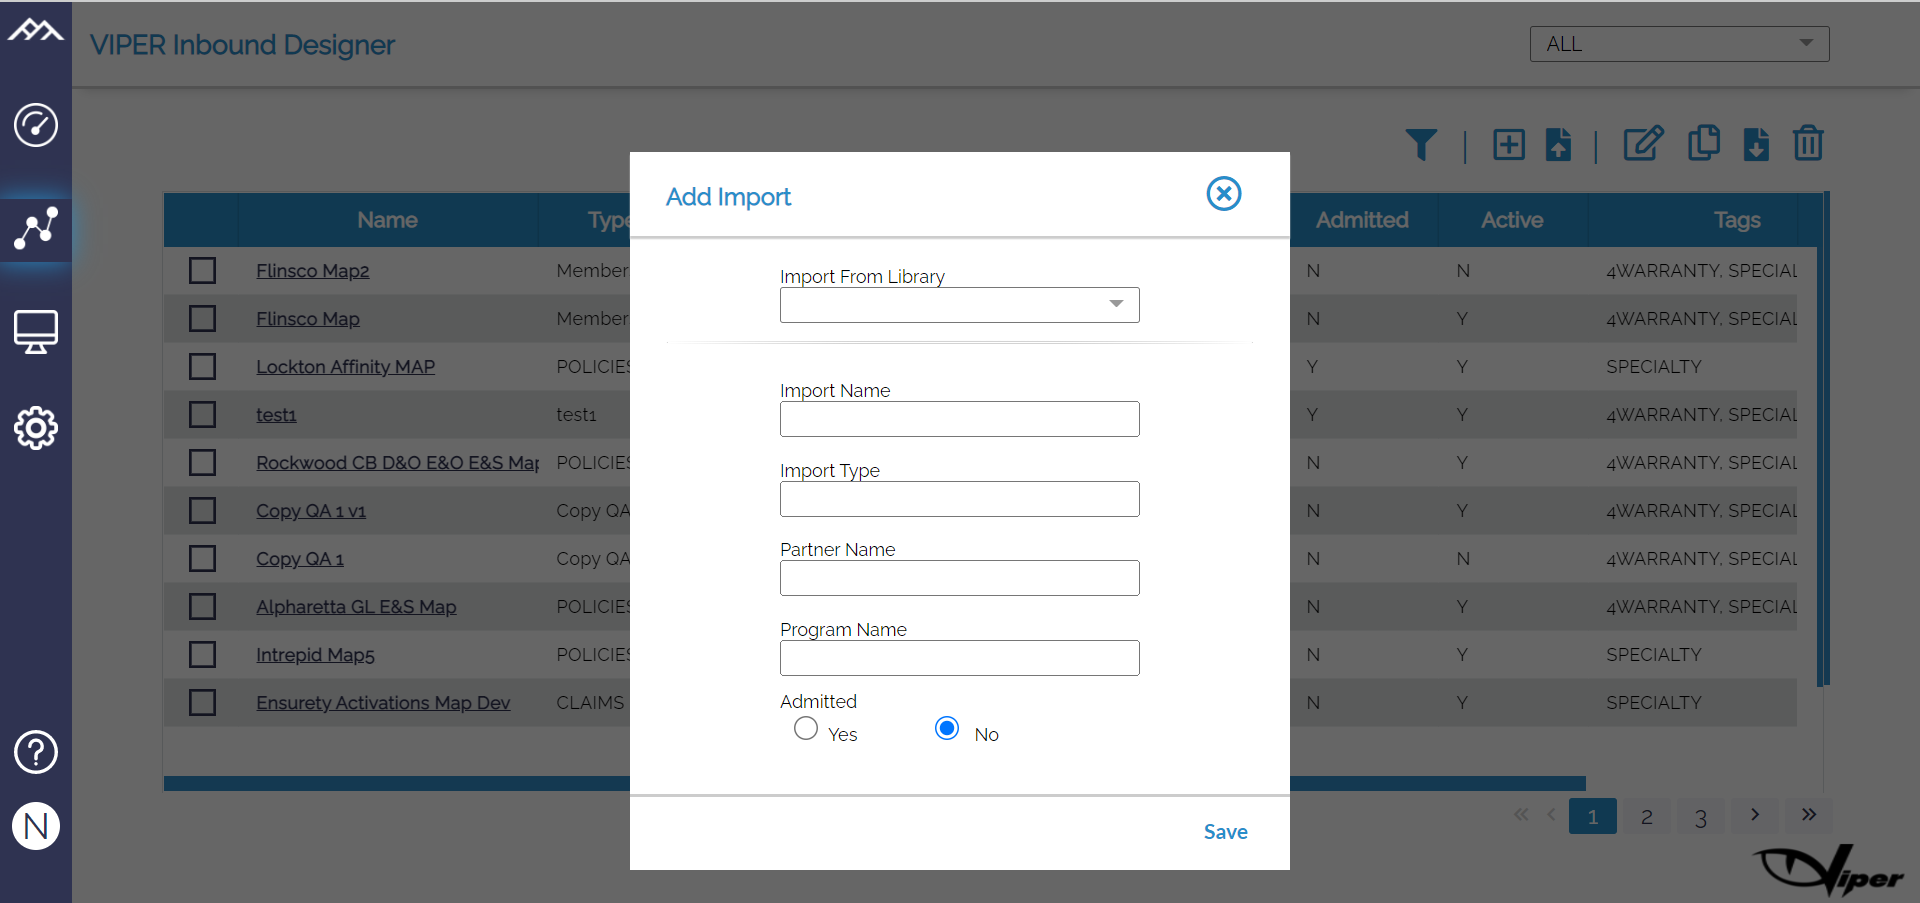 VIPER Inbound Designer
ALL
Add Import
Import From Library
Import Name
Import Type
Partner Name
Program Name
Admitted
Yes No
Save
Name Type Admitted Active Tags
Flinsco Map2 Member N N 4WARRANTY, SPECIAL
Flinsco Map Member N Y 4WARRANTY, SPECIAL
Lockton Affinity MAP POLICIES Y Y SPECIALTY
test1 test1 Y Y 4WARRANTY, SPECIAL
Rockwood CB D&O E&O E&S Map POLICIES N Y 4WARRANTY, SPECIAL
Copy QA 1 v1 Copy QA N Y 4WARRANTY, SPECIAL
Copy QA 1 Copy QA N N 4WARRANTY, SPECIAL
Alpharetta GL E&S Map POLICIES N Y 4WARRANTY, SPECIAL
Intrepid Map5 POLICIES N Y SPECIALTY
Ensurety Activations Map Dev CLAIMS N Y SPECIALTY
« ‹ 1 2 3 › »
N
Viper